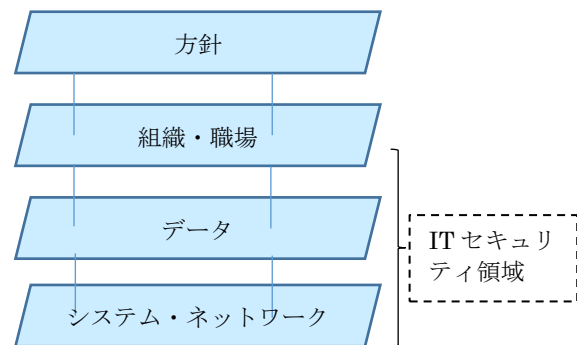 方針
組織・職場
データ
IT セキュリ
ティ領域
システム・ネットワーク